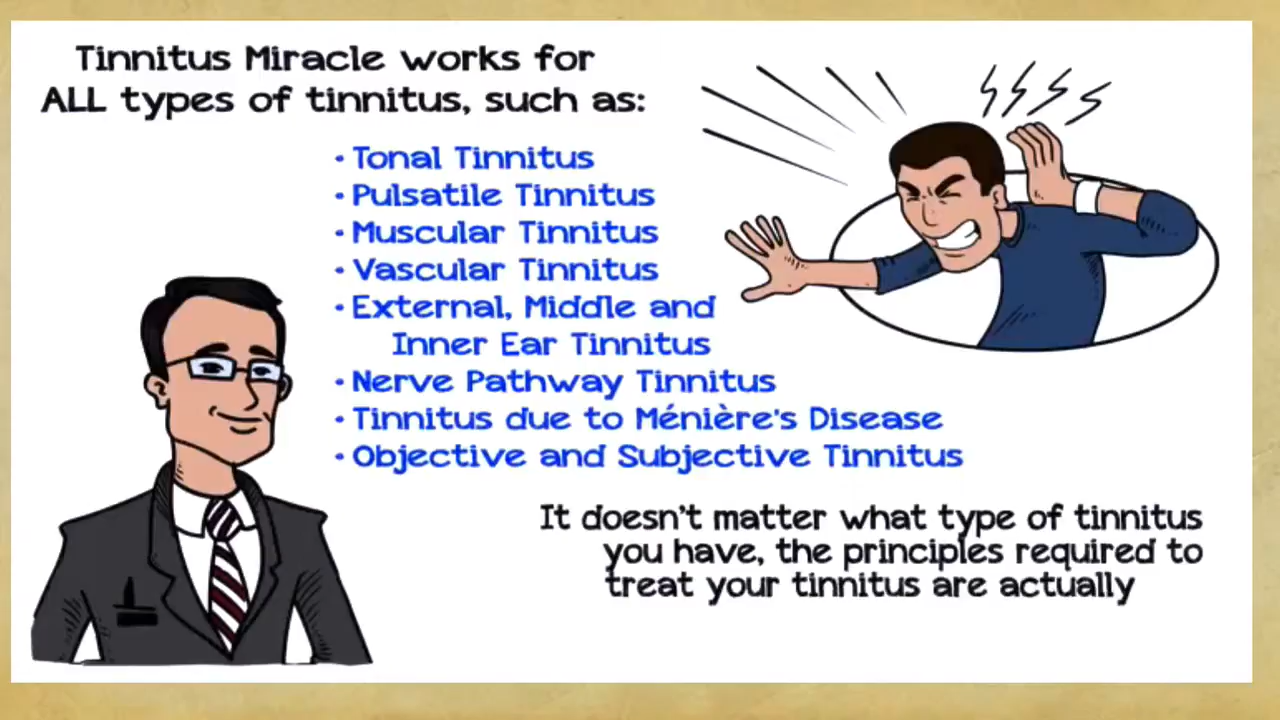 Tinnitus Miracle works for
ALL types of tinnitus, such as:
• Tonal Tinnitus
• Pulsatile Tinnitus
• Muscular Tinnitus
• Vascular Tinnitus
• External, Middle and
Inner Ear Tinnitus
• Nerve Pathway Tinnitus
• Tinnitus due to Ménière's Disease
• Objective and Subjective Tinnitus
It doesn't matter what type of tinnitus
you have, the principles required to
treat your tinnitus are actually